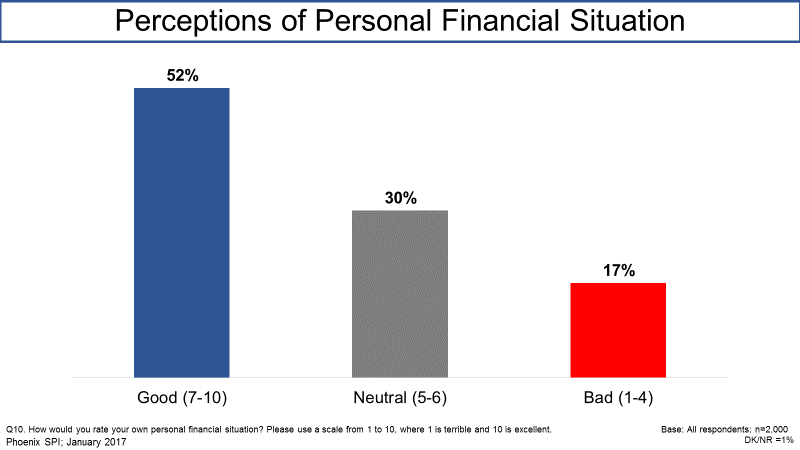 Perceptions of Personal Financial Situation
52%
30%
17%
Good (7-10)
Neutral (5-6)
Bad (1-4)
Q10. How would you rate your own personal financial situation? Please use a scale from 1 to 10, where 1 is terrible and 10 is excellent.
Phoenix SPI; January 2017
Base: All respondents; n=2,000
DK/NR =1%